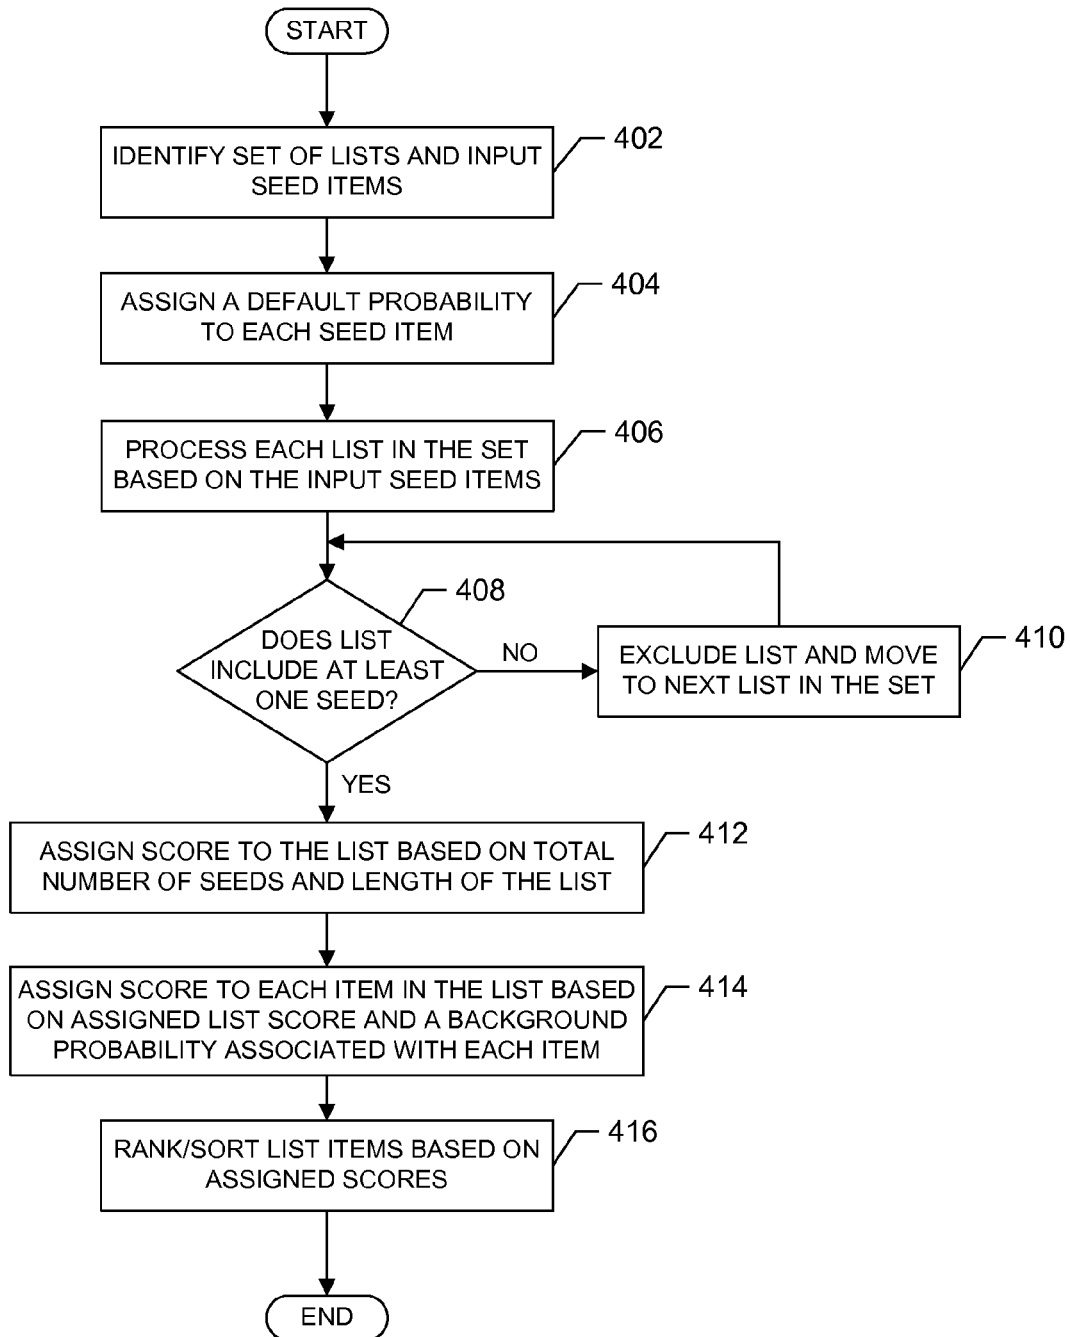 START
IDENTIFY SET OF LISTS AND INPUT
SEED ITEMS
402
ASSIGN A DEFAULT PROBABILITY
TO EACH SEED ITEM
404
PROCESS EACH LIST IN THE SET
BASED ON THE INPUT SEED ITEMS
406
DOES LIST
INCLUDE AT LEAST
ONE SEED?
408
NO
EXCLUDE LIST AND MOVE
TO NEXT LIST IN THE SET
410
YES
ASSIGN SCORE TO THE LIST BASED ON TOTAL
NUMBER OF SEEDS AND LENGTH OF THE LIST
412
ASSIGN SCORE TO EACH ITEM IN THE LIST BASED
ON ASSIGNED LIST SCORE AND A BACKGROUND
PROBABILITY ASSOCIATED WITH EACH ITEM
414
RANK/SORT LIST ITEMS BASED ON
ASSIGNED SCORES
416
END